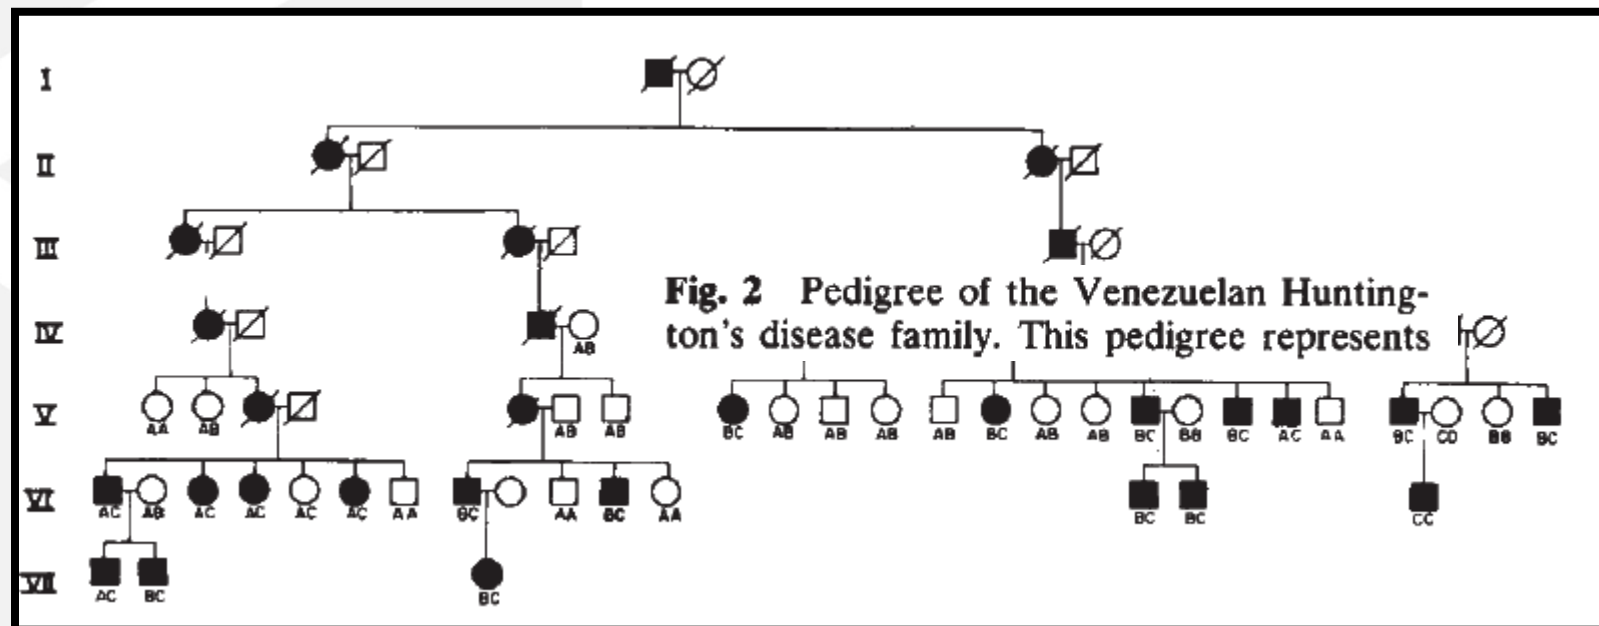 I
II
Fig. 2 Pedigree of the Venezuelan Hunting-
ton's disease family. This pedigree represents
III
IV
AB
V
AA AB AB AB BC AB AB AB AB BC AB AB BC BB BC AC AA BC CD BB BC
VI
AC AB AC AC AC AC AA BC AA BC AA BC BC CC
VII
AC BC BC